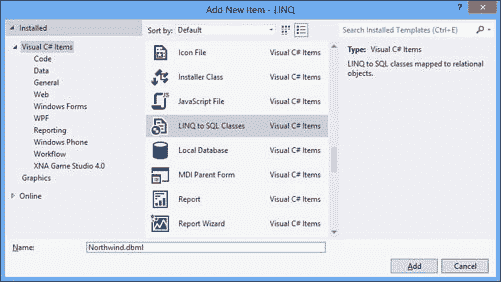 Add New Item - LINQ
Installed
Sort by: Default
Search Installed Templates (Ctrl+E)
Visual C# Items
Code
Data
General
Web
Windows Forms
WPF
Reporting
Windows Phone
Workflow
XNA Game Studio 4.0
Graphics
Online
Icon File Visual C# Items
Installer Class Visual C# Items
JavaScript File Visual C# Items
LINQ to SQL Classes Visual C# Items
Local Database Visual C# Items
MDI Parent Form Visual C# Items
Report Visual C# Items
Report Wizard Visual C# Items
Type: Visual C# Items
LINQ to SQL classes mapped to relational
objects.
Name: Northwind.dbml
Add Cancel